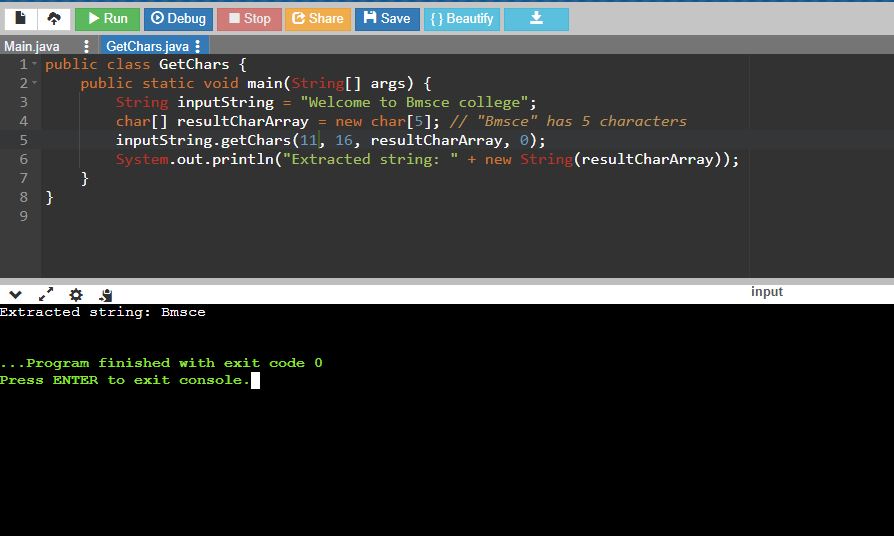 Run Debug Stop Share Save { } Beautify
Main.java GetChars.java
1 public class GetChars {
2 public static void main(String[] args) {
3 String inputString = "Welcome to Bmsce college";
4 char[] resultCharArray = new char[5]; // "Bmsce" has 5 characters
5 inputString.getChars(11, 16, resultCharArray, 0);
6 System.out.println("Extracted string: " + new String(resultCharArray));
7 }
8 }
9
input
Extracted string: Bmsce
...Program finished with exit code 0
Press ENTER to exit console.